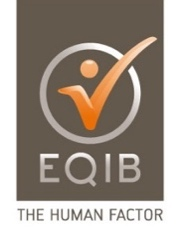 EQIB
THE HUMAN FACTOR